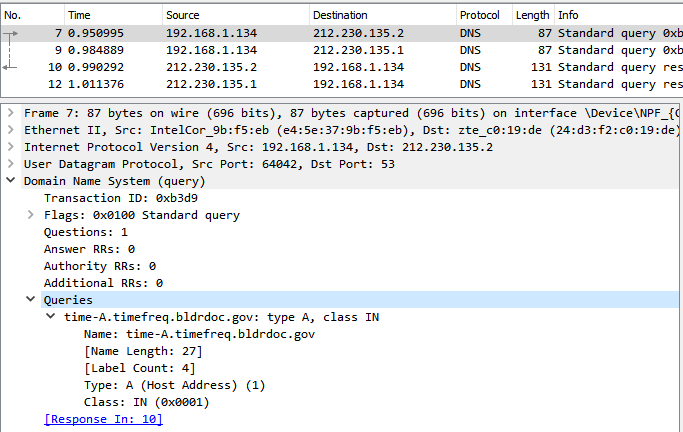 No. Time Source Destination Protocol Length Info
7 0.950995 192.168.1.134 212.230.135.2 DNS 87 Standard query 0xb
9 0.984889 192.168.1.134 212.230.135.1 DNS 87 Standard query 0xb
10 0.990292 212.230.135.2 192.168.1.134 DNS 131 Standard query res
12 1.011376 212.230.135.1 192.168.1.134 DNS 131 Standard query res
Frame 7: 87 bytes on wire (696 bits), 87 bytes captured (696 bits) on interface \Device\NPF_{C
Ethernet II, Src: IntelCor_9b:f5:eb (e4:5e:37:9b:f5:eb), Dst: zte_c0:19:de (24:d3:f2:c0:19:de)
Internet Protocol Version 4, Src: 192.168.1.134, Dst: 212.230.135.2
User Datagram Protocol, Src Port: 64042, Dst Port: 53
Domain Name System (query)
Transaction ID: 0xb3d9
Flags: 0x0100 Standard query
Questions: 1
Answer RRs: 0
Authority RRs: 0
Additional RRs: 0
Queries
time-A.timefreq.bldrdoc.gov: type A, class IN
Name: time-A.timefreq.bldrdoc.gov
[Name Length: 27]
[Label Count: 4]
Type: A (Host Address) (1)
Class: IN (0x0001)
[Response In: 10]